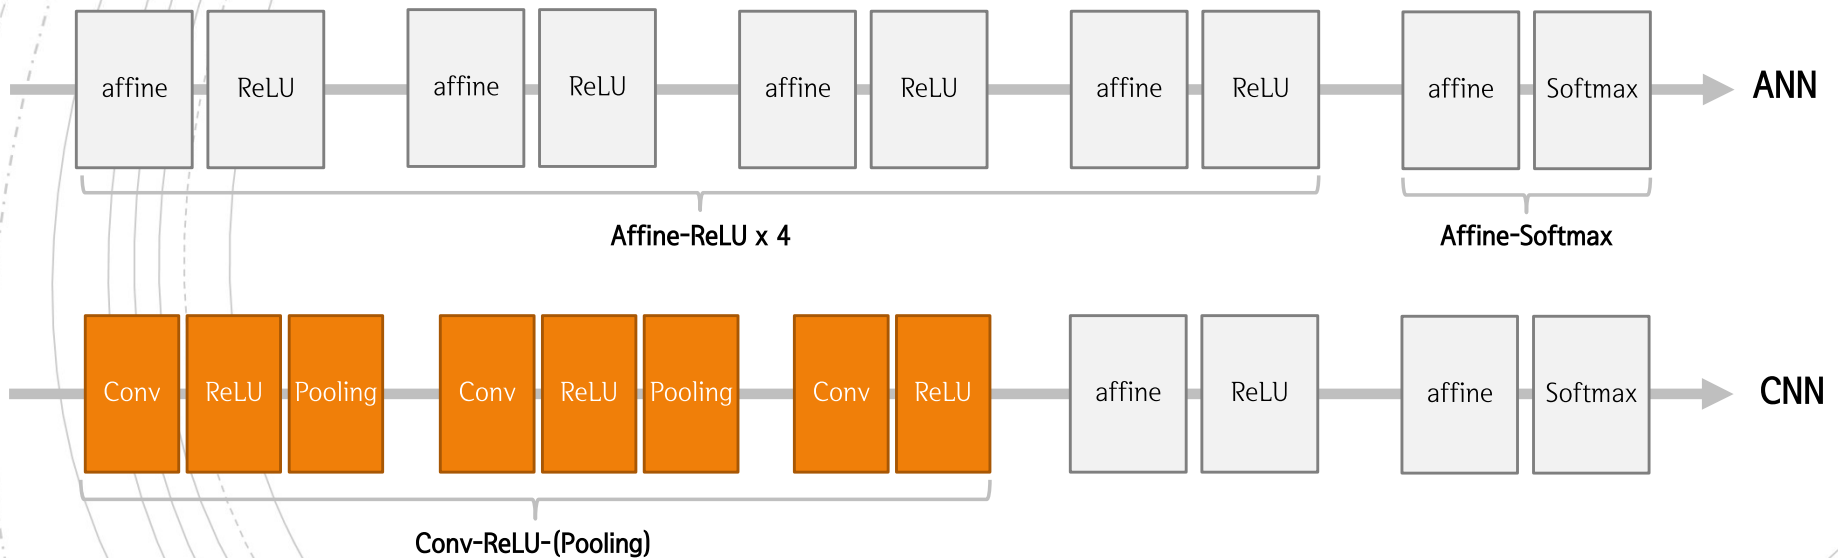 affine ReLU affine ReLU affine ReLU affine ReLU affine Softmax ANN
Affine-ReLU x 4 Affine-Softmax
Conv ReLU Pooling Conv ReLU Pooling Conv ReLU affine ReLU affine Softmax CNN
Conv-ReLU-(Pooling)